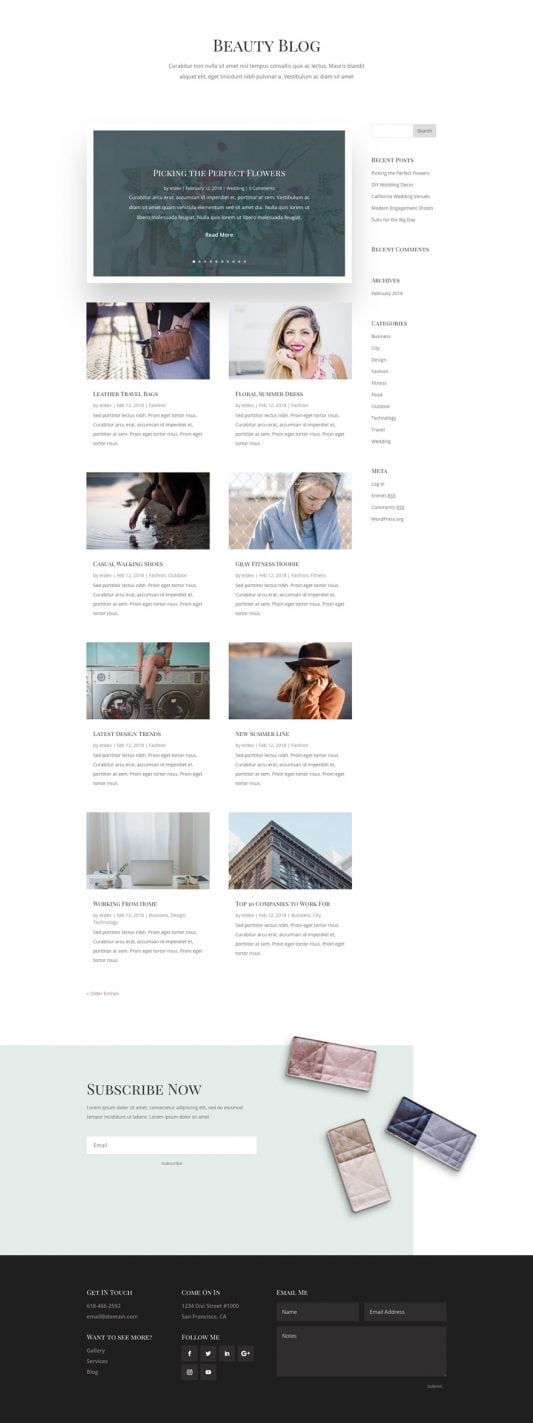 Beauty Blog
Curabitur non nulla sit amet nisl tempus convallis quis ac lectus. Mauris blandit
aliquet elit, eget tincidunt nibh pulvinar a. Vestibulum ac diam sit amet
Picking the Perfect Flowers
by etdev | February 12, 2018 | Wedding | 0 Comments
Curabitur arcu erat, accumsan id imperdiet et, porttitor at sem. Vestibulum ac
diam sit amet quam vehicula elementum sed sit amet dui. Nulla quis lorem ut
libero malesuada feugiat. Nulla quis lorem ut libero malesuada feugiat.
Read More
Search
Recent Posts
Picking the Perfect Flowers
DIY Wedding Decor
California Wedding Venues
Modern Engagement Shoots
Suits for the Big Day
Recent Comments
Archives
February 2018
Categories
Business
City
Design
Fashion
Fitness
Food
Outdoor
Technology
Travel
Wedding
Meta
Log in
Entries RSS
Comments RSS
WordPress.org
Leather Travel Bags
by etdev | Feb 12, 2018 | Fashion
Sed porttitor lectus nibh. Proin eget tortor risus.
Curabitur arcu erat, accumsan id imperdiet et,
porttitor at sem. Proin eget tortor risus. Proin eget
tortor risus.
Floral Summer Dress
by etdev | Feb 12, 2018 | Fashion
Sed porttitor lectus nibh. Proin eget tortor risus.
Curabitur arcu erat, accumsan id imperdiet et,
porttitor at sem. Proin eget tortor risus. Proin eget
tortor risus.
Casual Walking Shoes
by etdev | Feb 12, 2018 | Fashion, Outdoor
Sed porttitor lectus nibh. Proin eget tortor risus.
Curabitur arcu erat, accumsan id imperdiet et,
porttitor at sem. Proin eget tortor risus. Proin eget
tortor risus.
Gray Fitness Hoodie
by etdev | Feb 12, 2018 | Fashion, Fitness
Sed porttitor lectus nibh. Proin eget tortor risus.
Curabitur arcu erat, accumsan id imperdiet et,
porttitor at sem. Proin eget tortor risus. Proin eget
tortor risus.
Latest Design Trends
by etdev | Feb 12, 2018 | Fashion
Sed porttitor lectus nibh. Proin eget tortor risus.
Curabitur arcu erat, accumsan id imperdiet et,
porttitor at sem. Proin eget tortor risus. Proin eget
tortor risus.
New Summer Line
by etdev | Feb 12, 2018 | Fashion
Sed porttitor lectus nibh. Proin eget tortor risus.
Curabitur arcu erat, accumsan id imperdiet et,
porttitor at sem. Proin eget tortor risus. Proin eget
tortor risus.
Working From Home
by etdev | Feb 12, 2018 | Business, Design,
Technology
Sed porttitor lectus nibh. Proin eget tortor risus.
Curabitur arcu erat, accumsan id imperdiet et,
porttitor at sem. Proin eget tortor risus. Proin eget
tortor risus.
Top 10 Companies to Work For
by etdev | Feb 12, 2018 | Business, City
Sed porttitor lectus nibh. Proin eget tortor risus.
Curabitur arcu erat, accumsan id imperdiet et,
porttitor at sem. Proin eget tortor risus. Proin eget
tortor risus.
« Older Entries
Subscribe Now
Lorem ipsum dolor sit amet, consectetur adipiscing elit, sed do eiusmod
tempor incididunt ut labore. Lorem ipsum dolor sit amet
Email
Subscribe
Get IN Touch
618-466-2592
email@domain.com
Want to see more?
Gallery
Services
Blog
Come On In
1234 Divi Street #1000
San Francisco, CA
Follow Me
Email Me
Name
Email Address
Notes
Submit